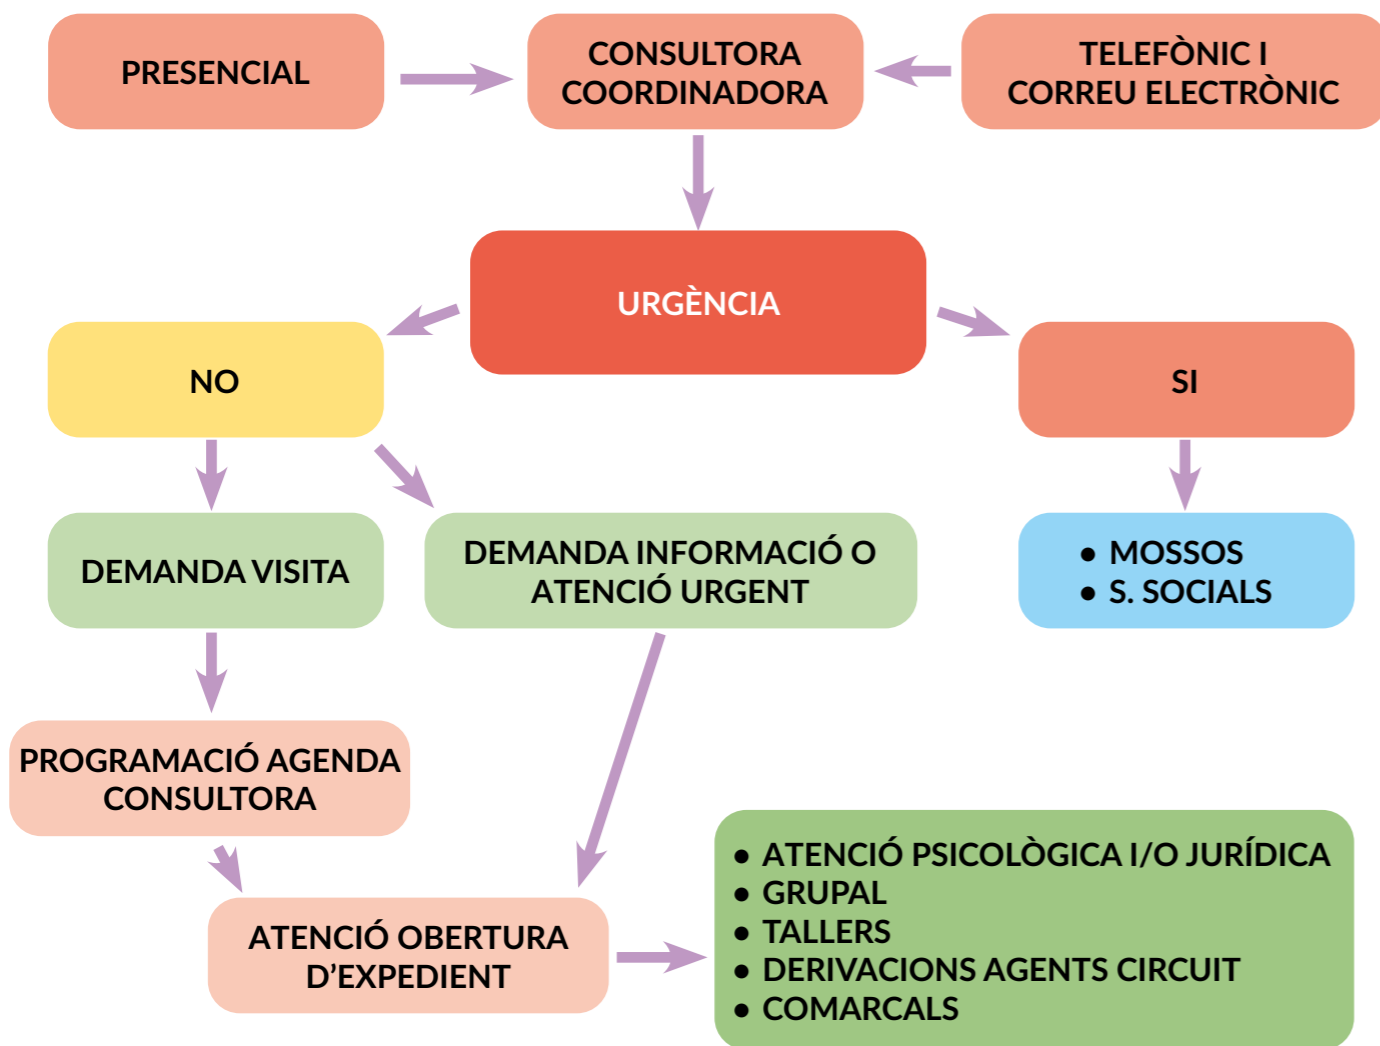 PRESENCIAL
CONSULTORA
COORDINADORA
TELEFÒNIC I
CORREU ELECTRÒNIC
URGÈNCIA
NO
SI
DEMANDA VISITA
DEMANDA INFORMACIÓ O
ATENCIÓ URGENT
● MOSSOS
● S. SOCIALS
PROGRAMACIÓ AGENDA
CONSULTORA
ATENCIÓ OBERTURA
D'EXPEDIENT
● ATENCIÓ PSICOLÒGICA I/O JURÍDICA
● GRUPAL
● TALLERS
● DERIVACIONS AGENTS CIRCUIT
● COMARCALS